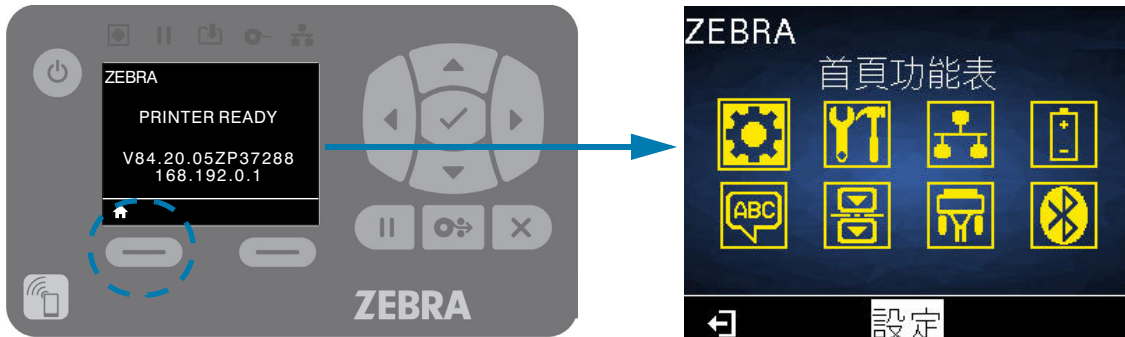 ZEBRA
PRINTER READY
V84.20.05ZP37288
168.192.0.1
ZEBRA
ZEBRA
首頁功能表
ABC
設定